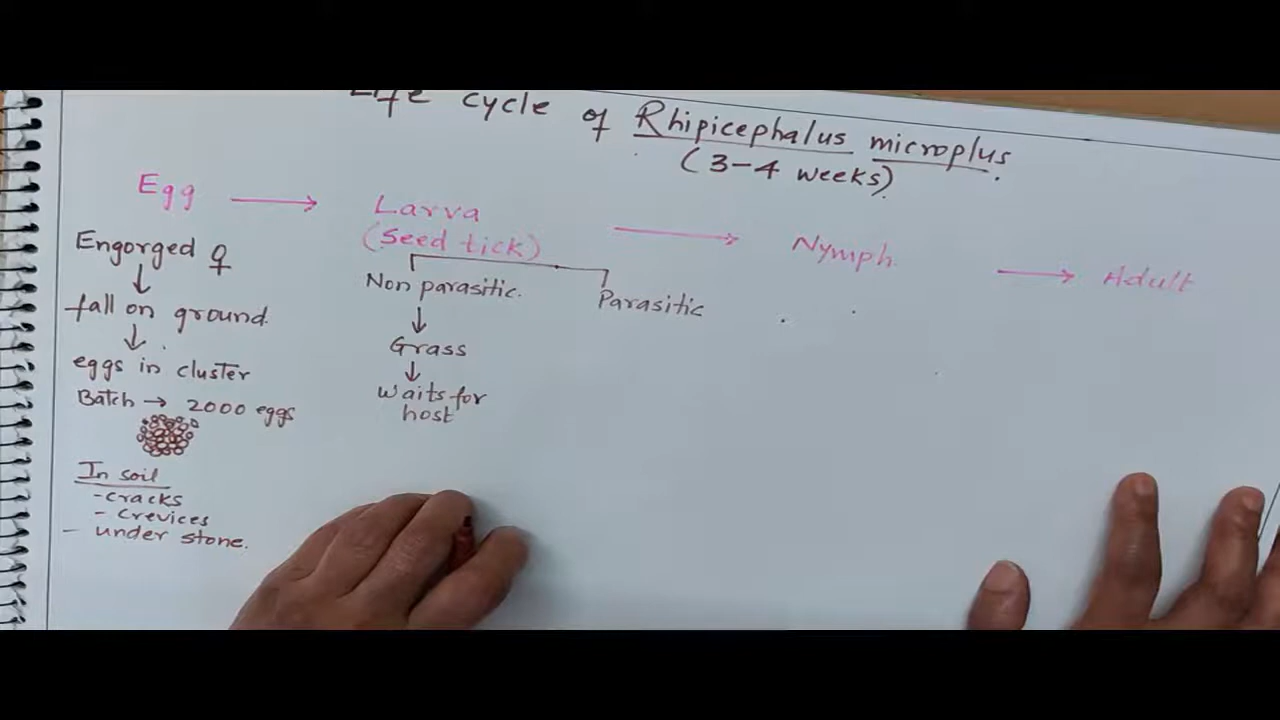 Life cycle of Rhipicephalus microplus.
(3-4 weeks)
Egg → Larva → Nymph → Adult
(Seed tick)
Engorged ♀
↓
fall on ground
↓
eggs in cluster
Batch → 2000 eggs
In soil
- cracks
- crevices
- under stone.
Non parasitic.
↓
Grass
↓
Waits for
host
Parasitic